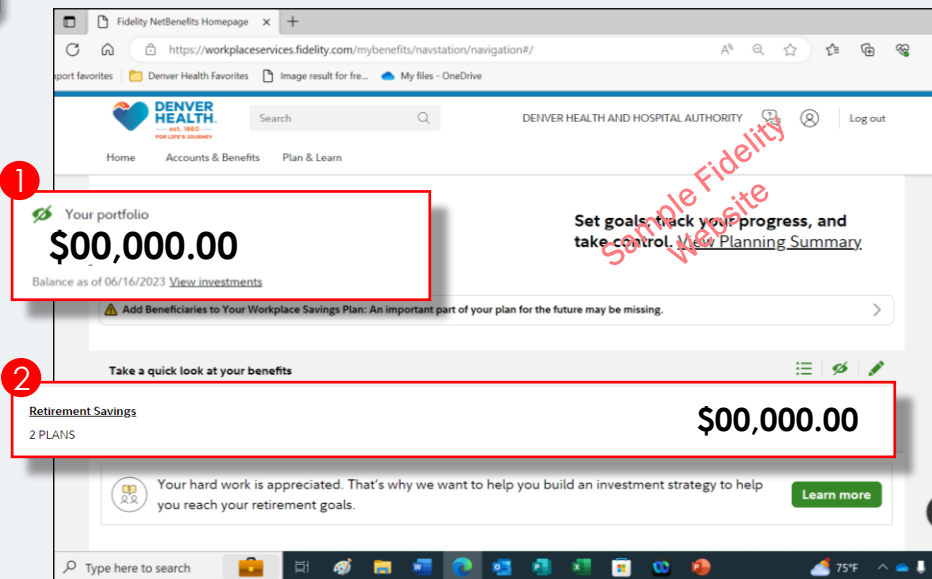 Fidelity NetBenefits Homepage
https://workplaceservices.fidelity.com/mybenefits/navstation/navigation#/
port favorites Denver Health Favorites Image result for fre... My files - OneDrive
DENVER
HEALTH
est. 1860
FOR LIFE'S JOURNEY
Search
DENVER HEALTH AND HOSPITAL AUTHORITY
Log out
Home Accounts & Benefits Plan & Learn
1
Your portfolio
$00,000.00
Balance as of 06/16/2023 View investments
Set goals, track your progress, and
take control. View Planning Summary
Sample Fidelity
Website
Add Beneficiaries to Your Workplace Savings Plan: An important part of your plan for the future may be missing.
2
Take a quick look at your benefits
Retirement Savings
2 PLANS
$00,000.00
Your hard work is appreciated. That's why we want to help you build an investment strategy to help
you reach your retirement goals.
Learn more
Type here to search
75°F